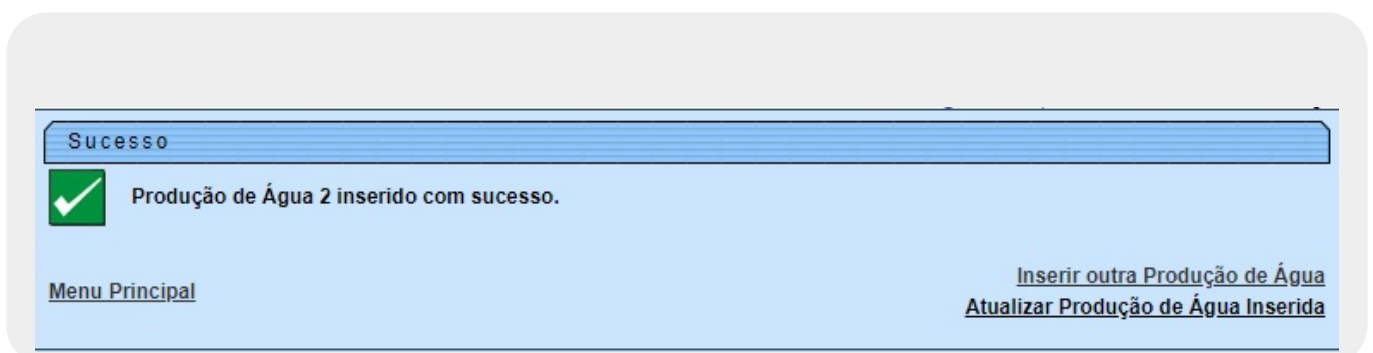 Sucesso
Produção de Água 2 inserido com sucesso.
Inserir outra Produção de Água
Menu Principal
Atualizar Produção de Água Inserida